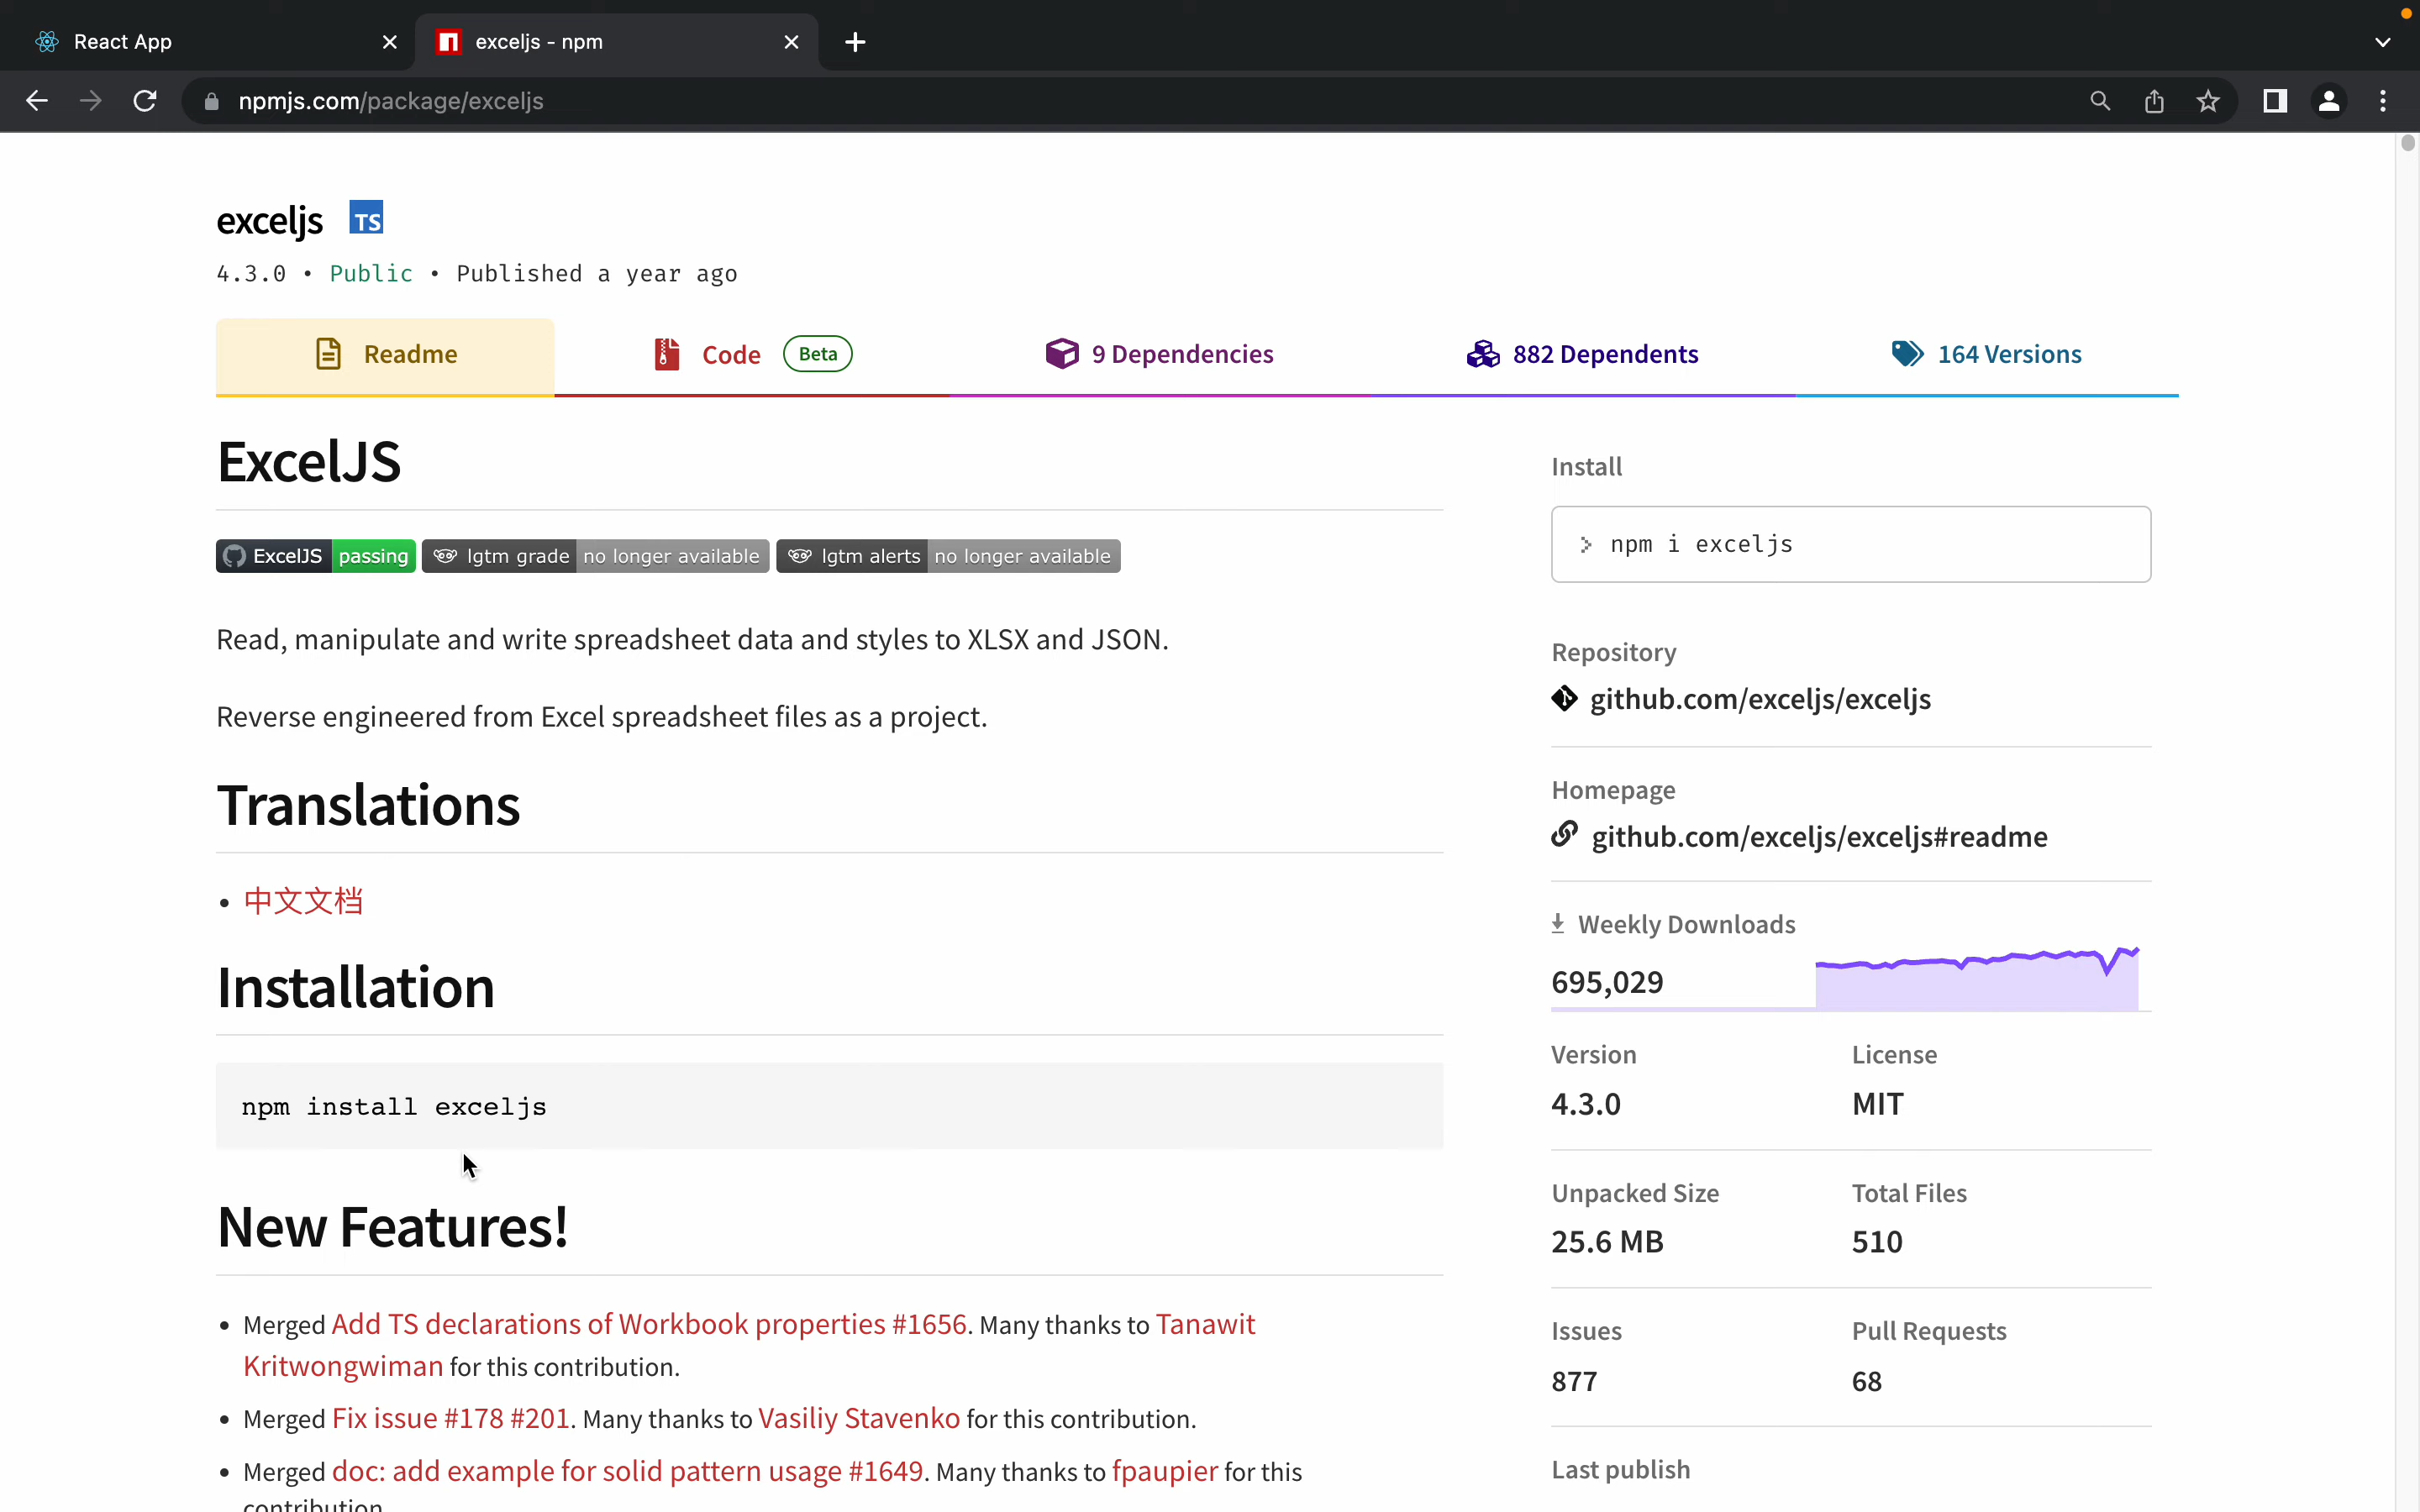 React App
exceljs - npm
npmjs.com/package/exceljs
exceljs TS
4.3.0 • Public • Published a year ago
Readme
Code Beta
9 Dependencies
882 Dependents
164 Versions
ExcelJS
ExcelJS passing lgtm grade no longer available lgtm alerts no longer available
Read, manipulate and write spreadsheet data and styles to XLSX and JSON.
Reverse engineered from Excel spreadsheet files as a project.
Translations
• 中文文档
Installation
npm install exceljs
New Features!
• Merged Add TS declarations of Workbook properties #1656. Many thanks to Tanawit
Kritwongwiman for this contribution.
• Merged Fix issue #178 #201. Many thanks to Vasiliy Stavenko for this contribution.
• Merged doc: add example for solid pattern usage #1649. Many thanks to fpaupier for this
contribution
Install
> npm i exceljs
Repository
github.com/exceljs/exceljs
Homepage
github.com/exceljs/exceljs#readme
Weekly Downloads
695,029
Version License
4.3.0 MIT
Unpacked Size Total Files
25.6 MB 510
Issues Pull Requests
877 68
Last publish